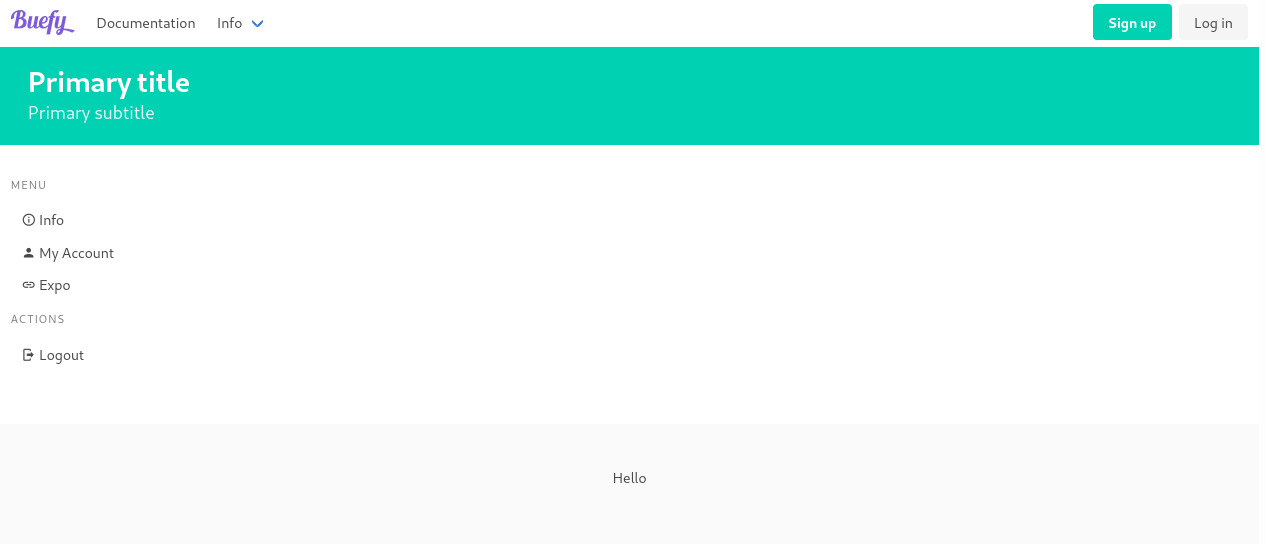 Buefy Documentation Info Sign up Log in
Primary title
Primary subtitle
MENU
Info
My Account
Expo
ACTIONS
Logout
Hello